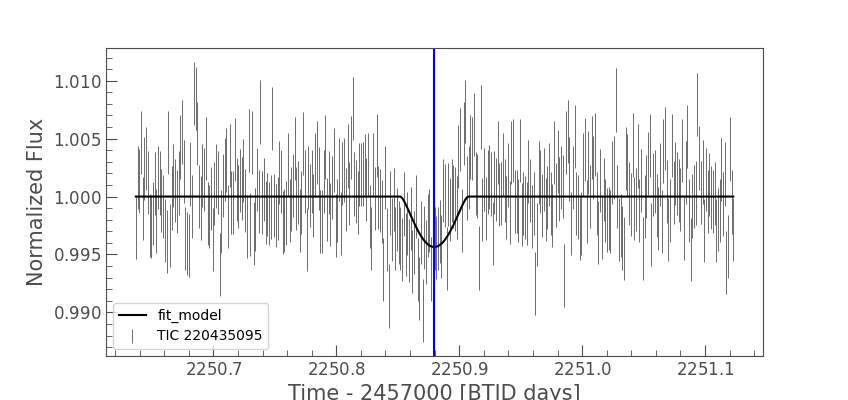 1.010
1.005
1.000
0.995
0.990
Normalized Flux
fit_model
TIC 220435095
2250.7 2250.8 2250.9 2251.0 2251.1
Time - 2457000 [BTJD days]